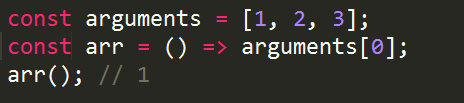 const arguments = [1, 2, 3];
const arr = () => arguments[0];
arr(); // 1